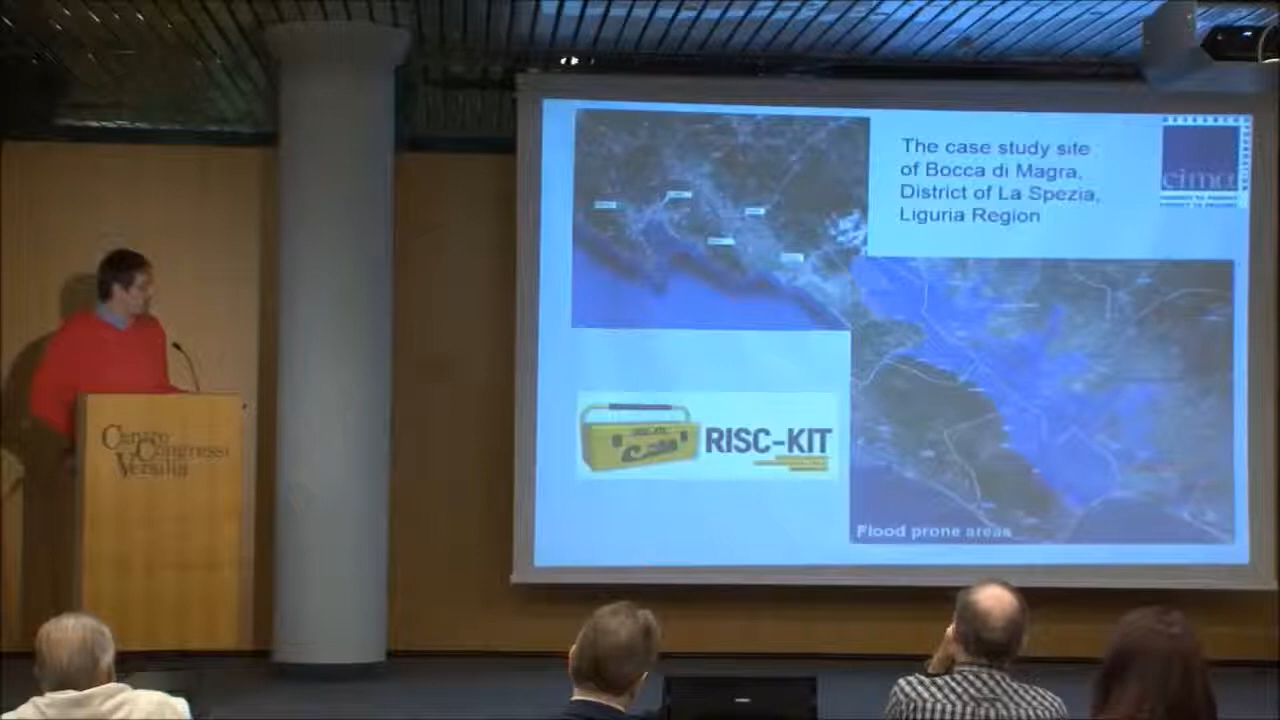 The case study site
of Bocca di Magra,
District of La Spezia,
Liguria Region
cima
RISC-KIT
Flood prone areas
Centro
Congressi
Versilia